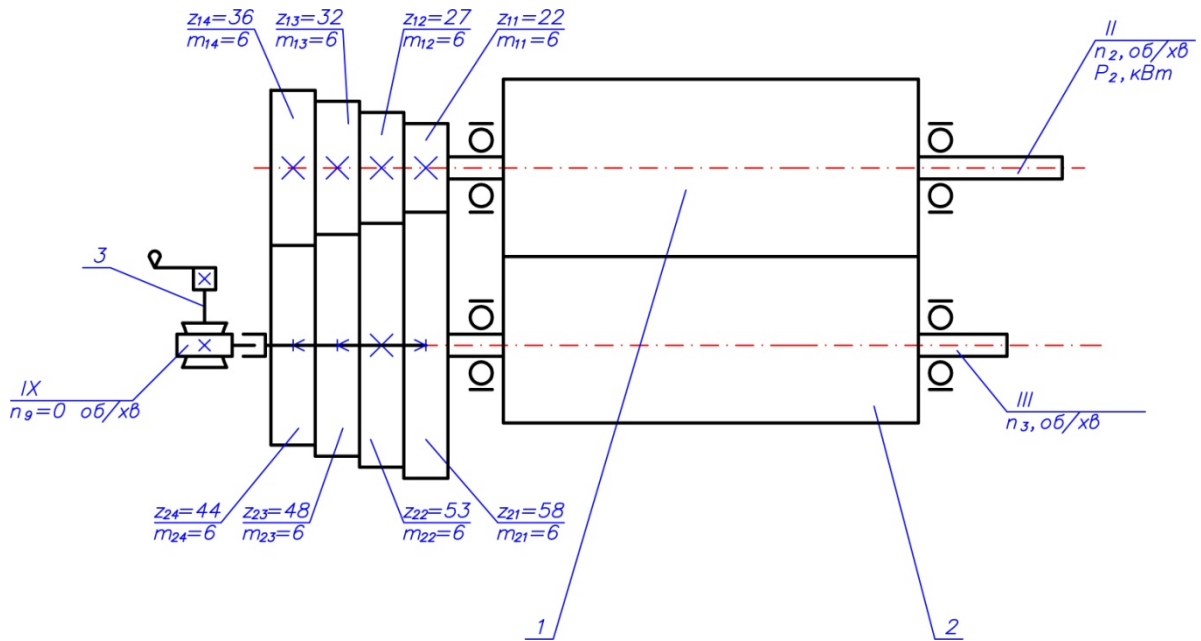 z₁₄=36
m₁₄=6
z₁₃=32
m₁₃=6
z₁₂=27
m₁₂=6
z₁₁=22
m₁₁=6
II
n₂, об/хв
P₂, кВт
3
IX
n₉=0 об/хв
III
n₃, об/хв
z₂₄=44
m₂₄=6
z₂₃=48
m₂₃=6
z₂₂=53
m₂₂=6
z₂₁=58
m₂₁=6
1
2